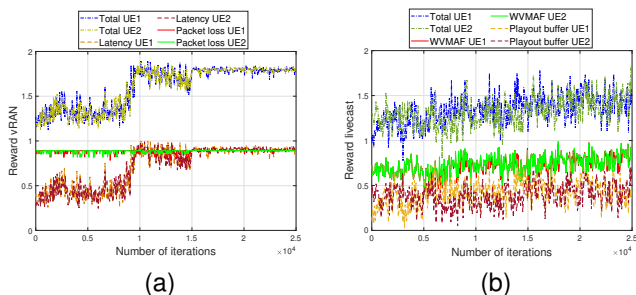 Total UE1 Latency UE2
Total UE2 Packet loss UE1
Latency UE1 Packet loss UE2
Reward vRAN
2
1.5
1
0.5
0
0 0.5 1 1.5 2 2.5
×10⁴
Number of iterations
(a)
Total UE1 WVMAF UE2
Total UE2 Playout buffer UE1
WVMAF UE1 Playout buffer UE2
Reward livecast
2
1.5
1
0.5
0
0 0.5 1 1.5 2 2.5
×10⁴
Number of iterations
(b)